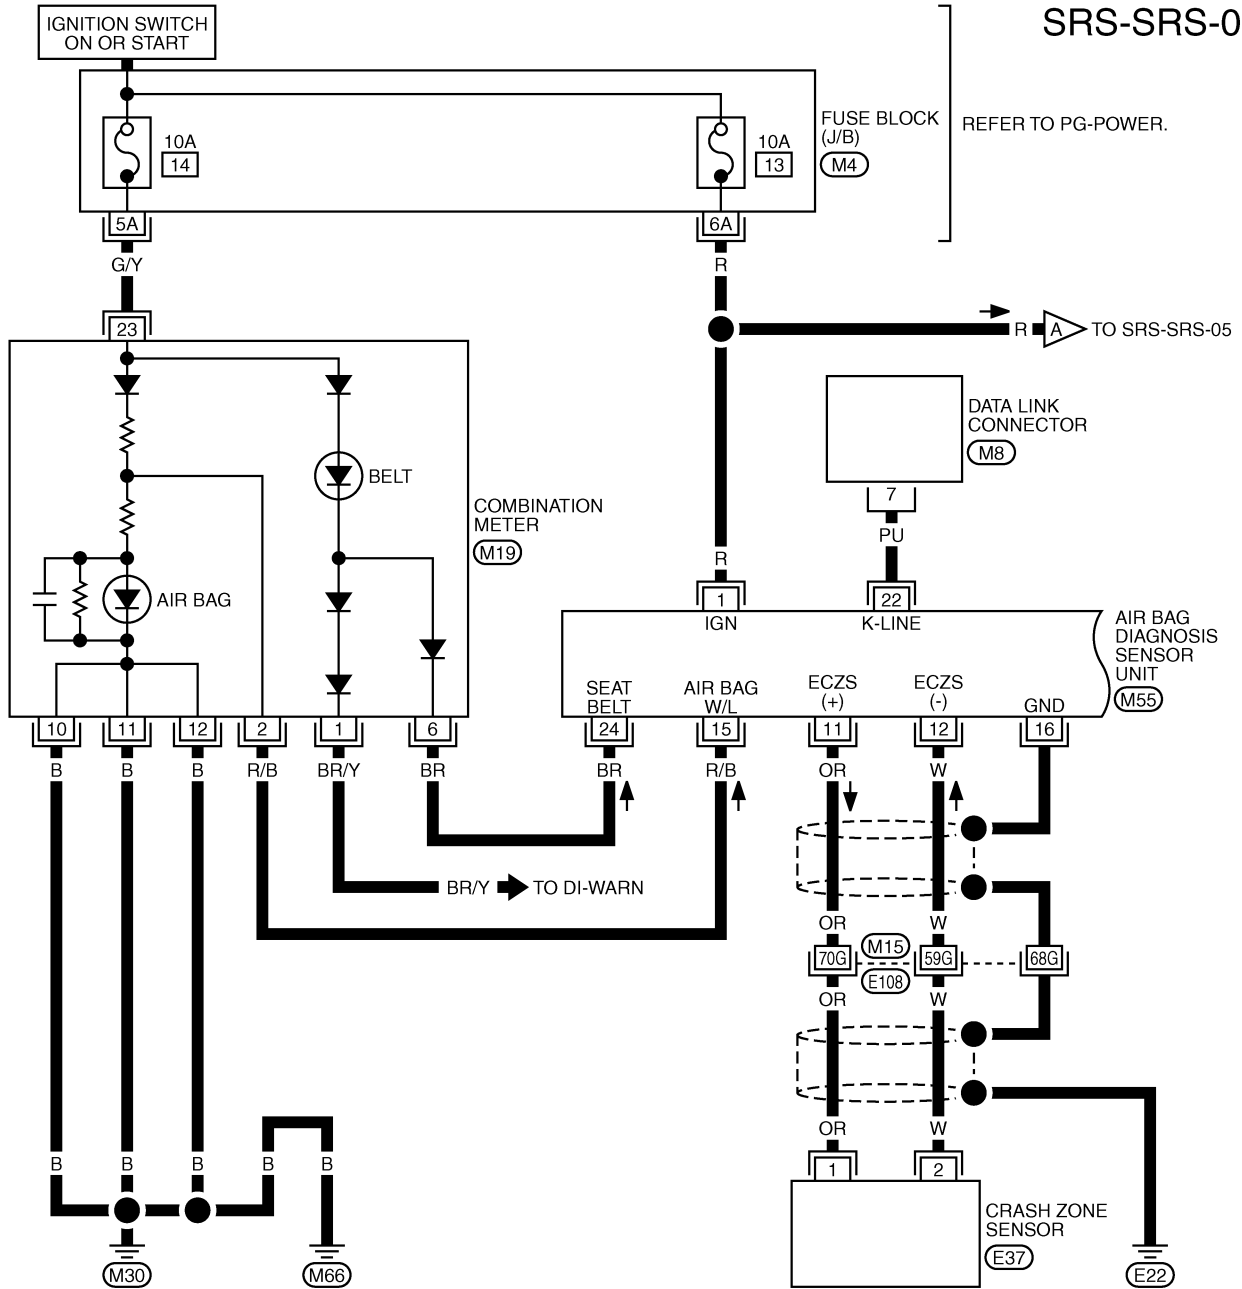 SRS-SRS-0
IGNITION SWITCH
ON OR START
10A
14
10A
13
FUSE BLOCK
(J/B)
M4
REFER TO PG-POWER.
5A
6A
G/Y
R
23
R
A
TO SRS-SRS-05
BELT
AIR BAG
COMBINATION
METER
M19
DATA LINK
CONNECTOR
M8
7
PU
R
1
22
IGN
K-LINE
AIR BAG
DIAGNOSIS
SENSOR
UNIT
M55
SEAT
BELT
AIR BAG
W/L
ECZS
(+)
ECZS
(-)
GND
10
11
12
2
1
6
24
15
11
12
16
B
B
B
R/B
BR/Y
BR
BR
R/B
OR
W
BR/Y
TO DI-WARN
OR
W
70G
M15
E108
59G
68G
OR
W
OR
W
B
B
B
B
B
1
2
CRASH ZONE
SENSOR
E37
M30
M66
E22